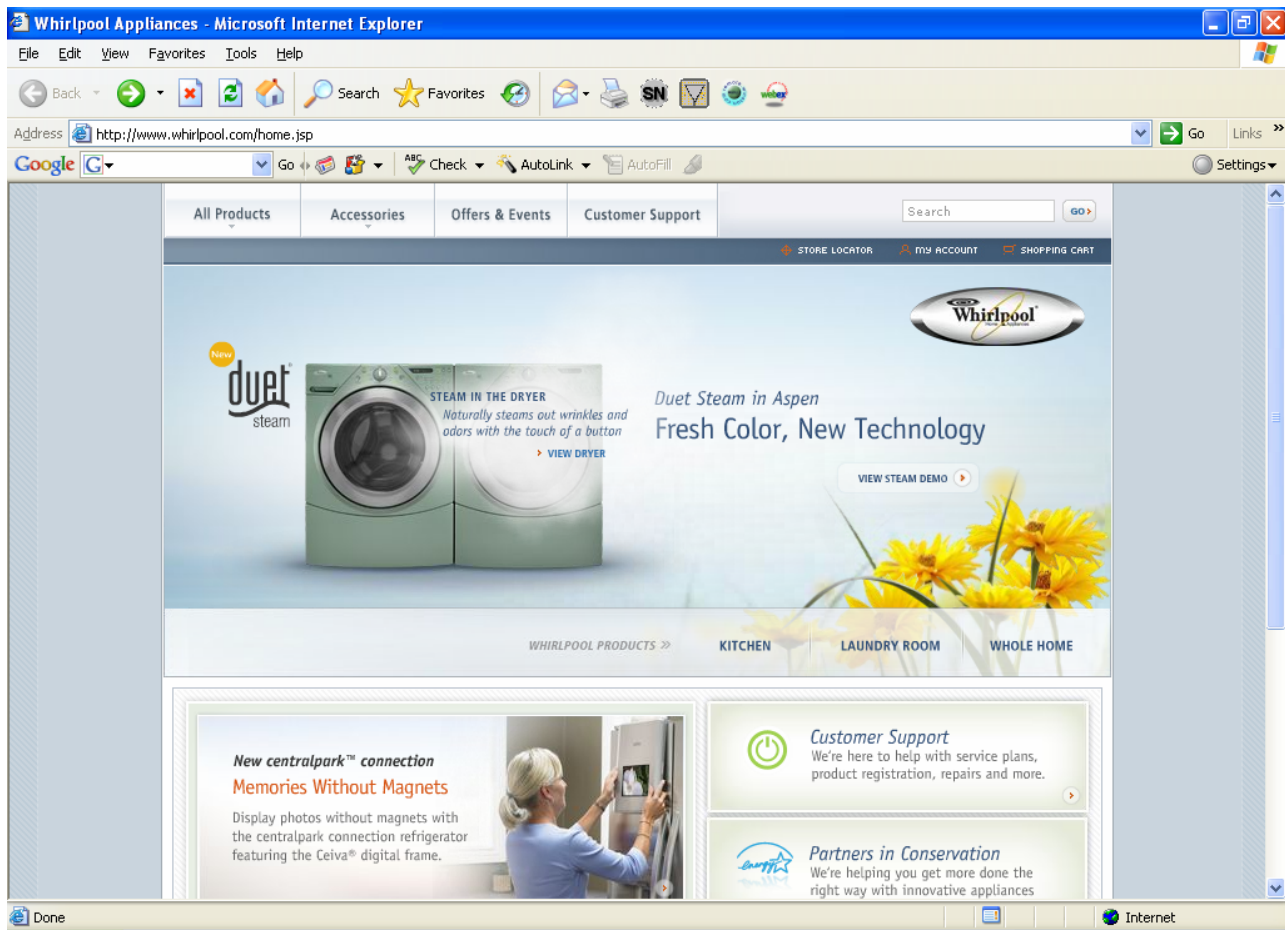 Whirlpool Appliances - Microsoft Internet Explorer
File Edit View Favorites Tools Help
Back Search Favorites SN webex
Address http://www.whirlpool.com/home.jsp Go Links »
Google G Go ABC Check AutoLink AutoFill Settings
All Products Accessories Offers & Events Customer Support Search GO
STORE LOCATOR MY ACCOUNT SHOPPING CART
Whirlpool
Home Appliances
New
duet
steam
STEAM IN THE DRYER
Naturally steams out wrinkles and
odors with the touch of a button
VIEW DRYER
Duet Steam in Aspen
Fresh Color, New Technology
VIEW STEAM DEMO
WHIRLPOOL PRODUCTS » KITCHEN LAUNDRY ROOM WHOLE HOME
New centralpark™ connection
Memories Without Magnets
Display photos without magnets with
the centralpark connection refrigerator
featuring the Ceiva® digital frame.
Customer Support
We're here to help with service plans,
product registration, repairs and more.
energy
Partners in Conservation
We're helping you get more done the
right way with innovative appliances
Done Internet